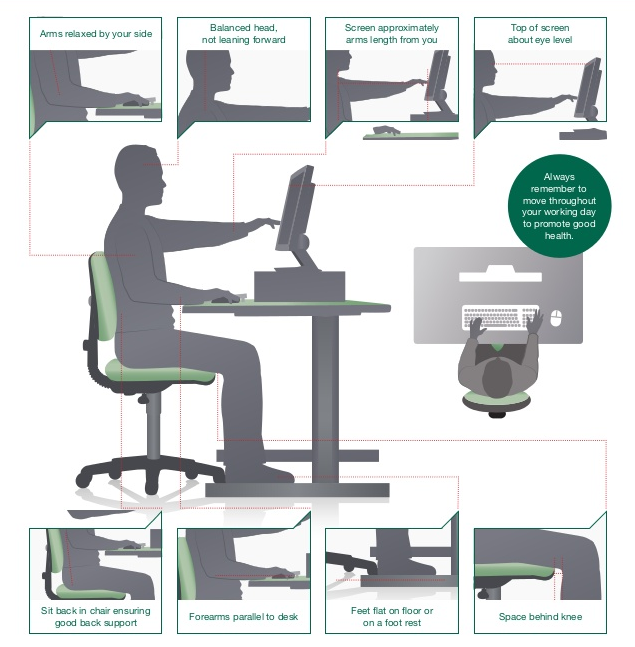 Arms relaxed by your side
Balanced head,
not leaning forward
Screen approximately
arms length from you
Top of screen
about eye level
Always
remember to
move throughout
your working day
to promote good
health.
Sit back in chair ensuring
good back support
Forearms parallel to desk
Feet flat on floor or
on a foot rest
Space behind knee